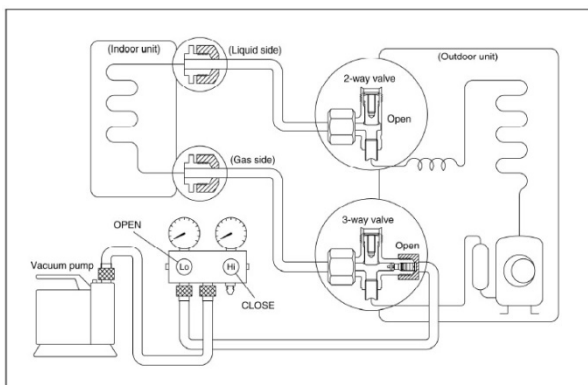 (Indoor unit)
(Liquid side)
(Outdoor unit)
2-way valve
Open
(Gas side)
3-way valve
Open
OPEN
Vacuum pump
Lo
Hi
CLOSE